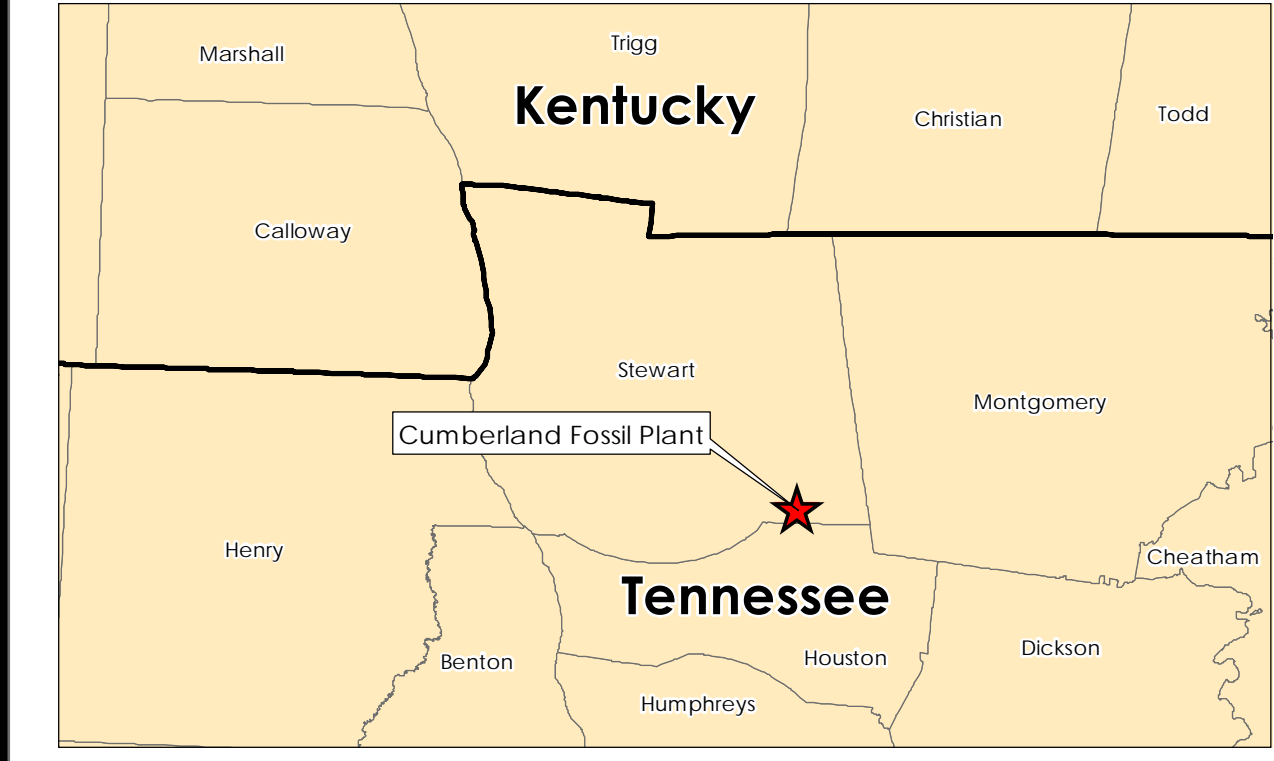 Marshall
Trigg
Kentucky
Christian
Todd
Calloway
Stewart
Montgomery
Cumberland Fossil Plant
Henry
Cheatham
Tennessee
Benton
Houston
Dickson
Humphreys